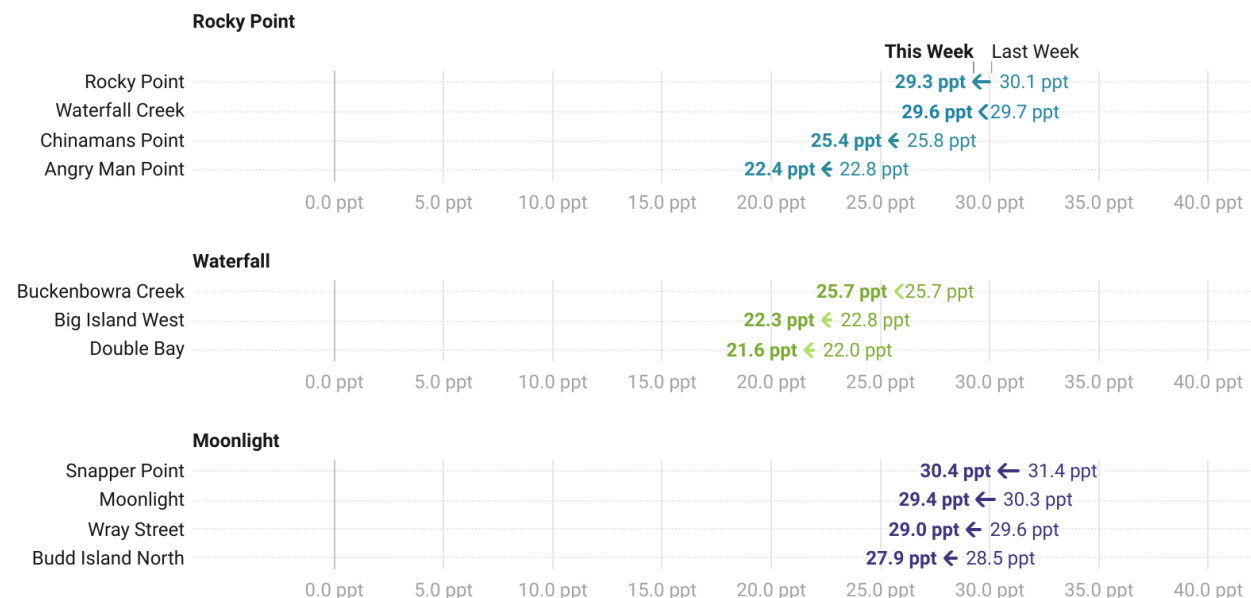 Rocky Point
This Week Last Week
Rocky Point 29.3 ppt 30.1 ppt
Waterfall Creek 29.6 ppt 29.7 ppt
Chinamans Point 25.4 ppt 25.8 ppt
Angry Man Point 22.4 ppt 22.8 ppt
0.0 ppt 5.0 ppt 10.0 ppt 15.0 ppt 20.0 ppt 25.0 ppt 30.0 ppt 35.0 ppt 40.0 ppt
Waterfall
Buckenbowra Creek 25.7 ppt 25.7 ppt
Big Island West 22.3 ppt 22.8 ppt
Double Bay 21.6 ppt 22.0 ppt
0.0 ppt 5.0 ppt 10.0 ppt 15.0 ppt 20.0 ppt 25.0 ppt 30.0 ppt 35.0 ppt 40.0 ppt
Moonlight
Snapper Point 30.4 ppt 31.4 ppt
Moonlight 29.4 ppt 30.3 ppt
Wray Street 29.0 ppt 29.6 ppt
Budd Island North 27.9 ppt 28.5 ppt
0.0 ppt 5.0 ppt 10.0 ppt 15.0 ppt 20.0 ppt 25.0 ppt 30.0 ppt 35.0 ppt 40.0 ppt